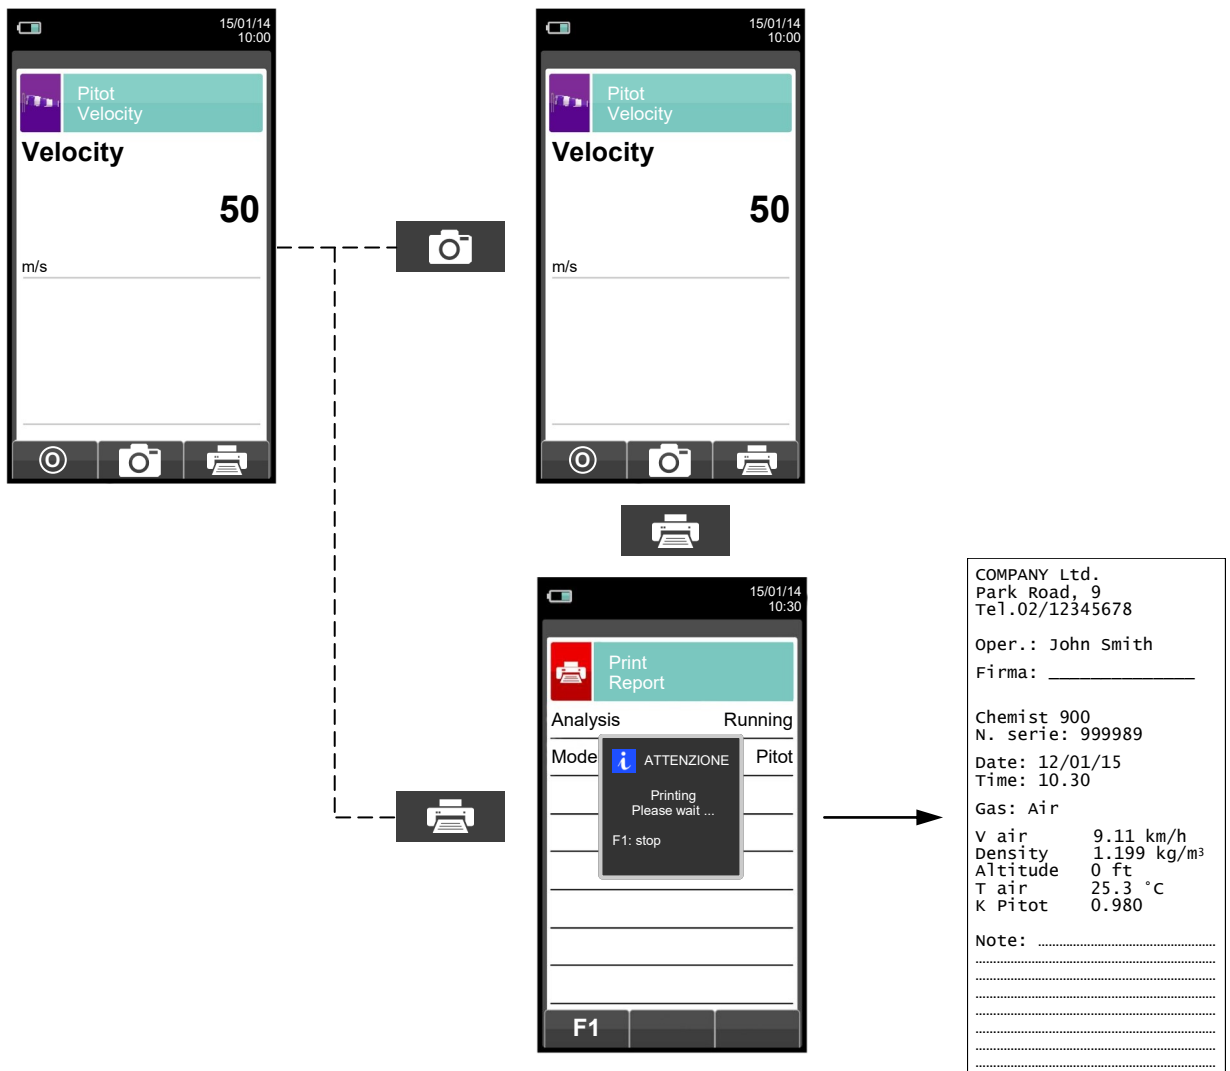 15/01/14
10:00
Pitot
Velocity
Velocity
50
m/s
15/01/14
10:00
Pitot
Velocity
Velocity
50
m/s
15/01/14
10:30
Print
Report
Analysis Running
Mode Pitot
i ATTENZIONE
Printing
Please wait ...
F1: stop
F1
COMPANY Ltd.
Park Road, 9
Tel.02/12345678
Oper.: John Smith
Firma: ______________
Chemist 900
N. serie: 999989
Date: 12/01/15
Time: 10.30
Gas: Air
V air 9.11 km/h
Density 1.199 kg/m³
Altitude 0 ft
T air 25.3 °C
K Pitot 0.980
Note: ..................................................